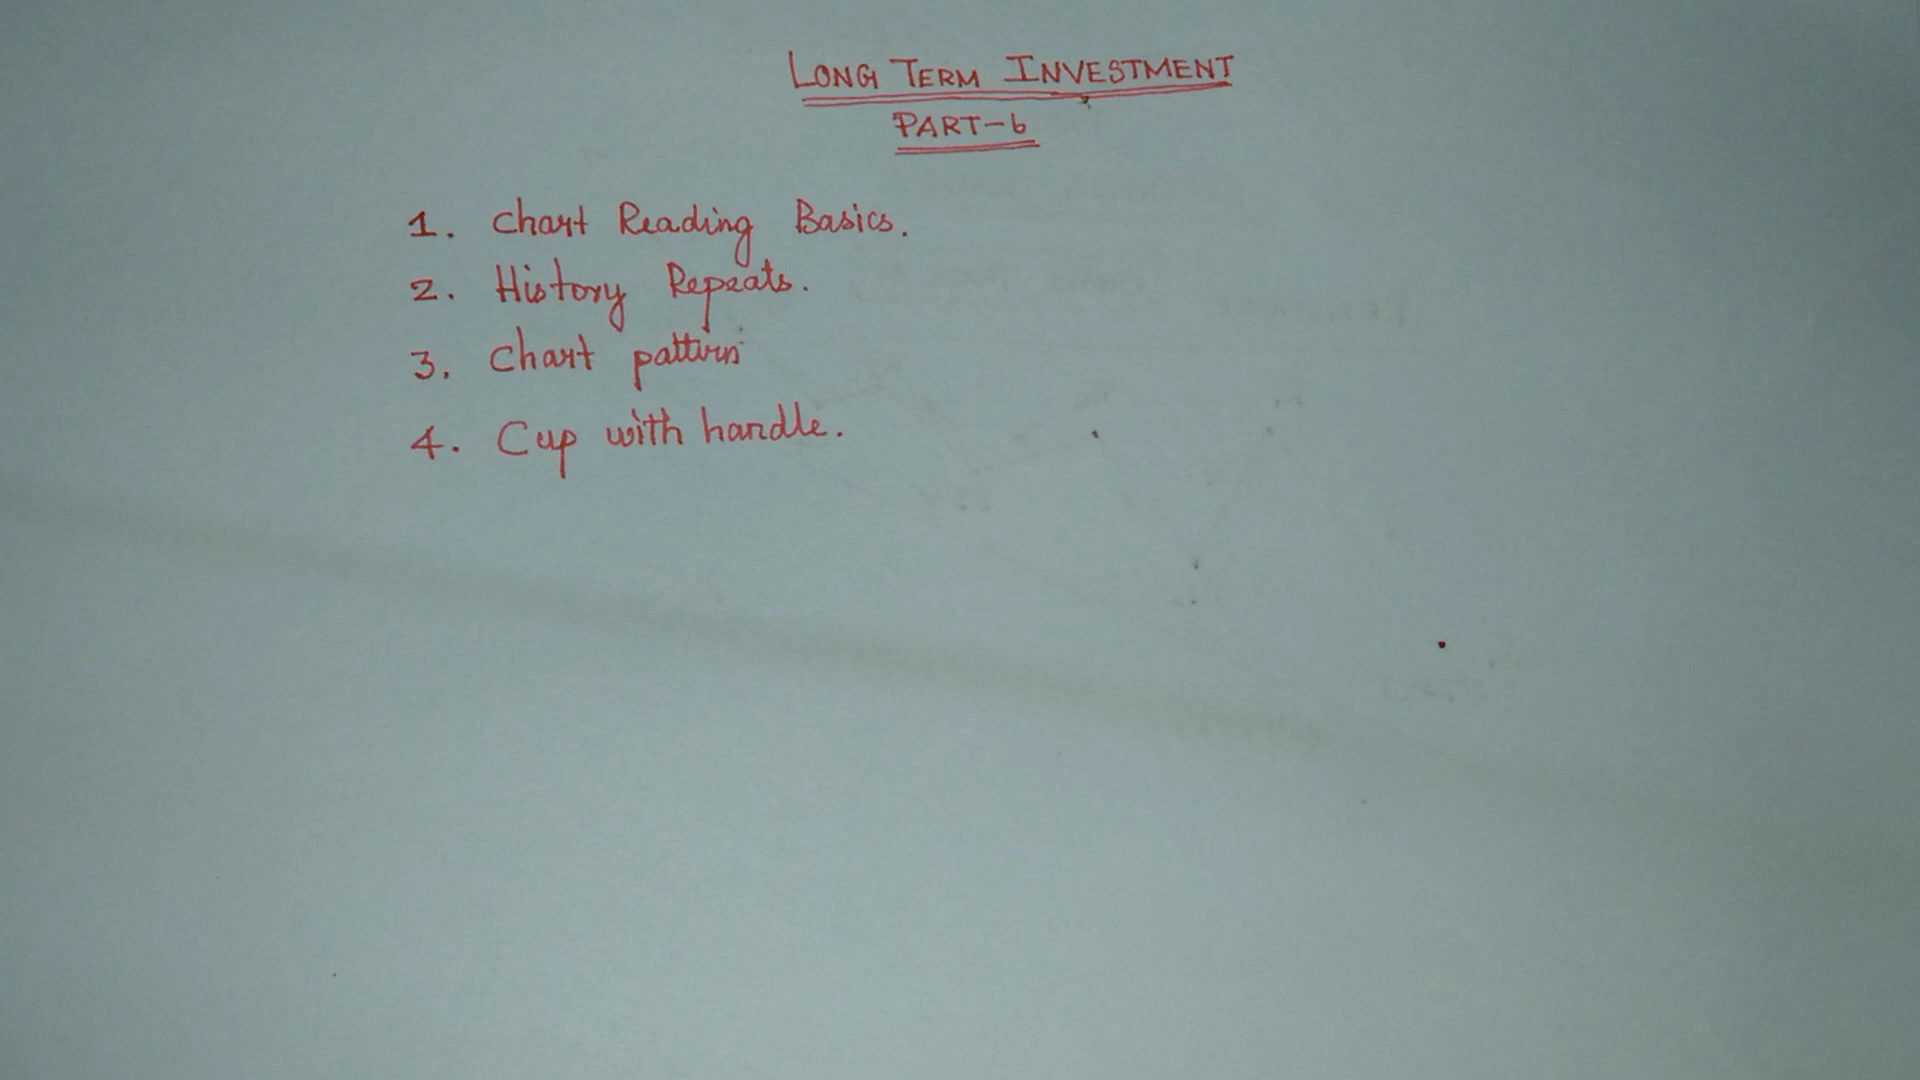 LONG TERM INVESTMENT
PART-6
1. Chart Reading Basics.
2. History Repeats.
3. Chart pattern
4. Cup with handle.